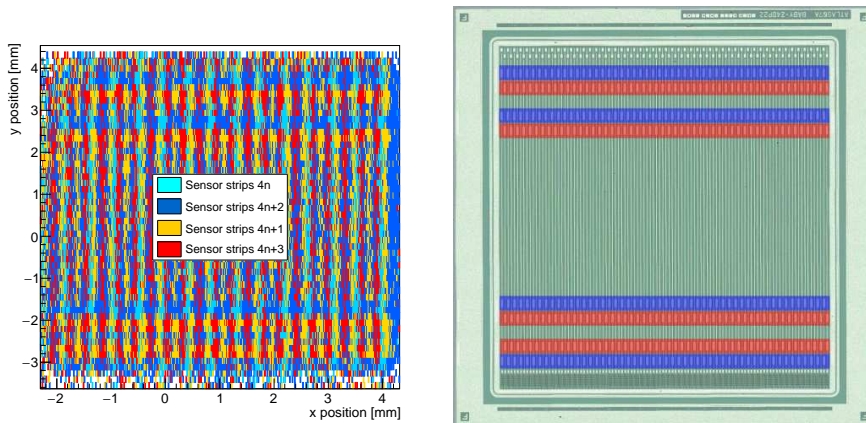 y position [mm]
4
3
2
1
0
−1
−2
−3
Sensor strips 4n
Sensor strips 4n+2
Sensor strips 4n+1
Sensor strips 4n+3
−2
−1
0
1
2
3
4
x position [mm]